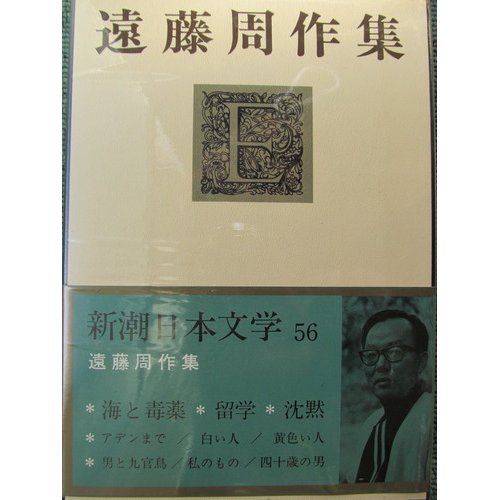 遠藤周作集
E
新潮日本文学 56
遠藤周作集
* 海と毒薬 * 留学 * 沈黙
* アデンまで / 白い人 / 黄色い人
* 男と九官鳥 / 私のもの / 四十歳の男